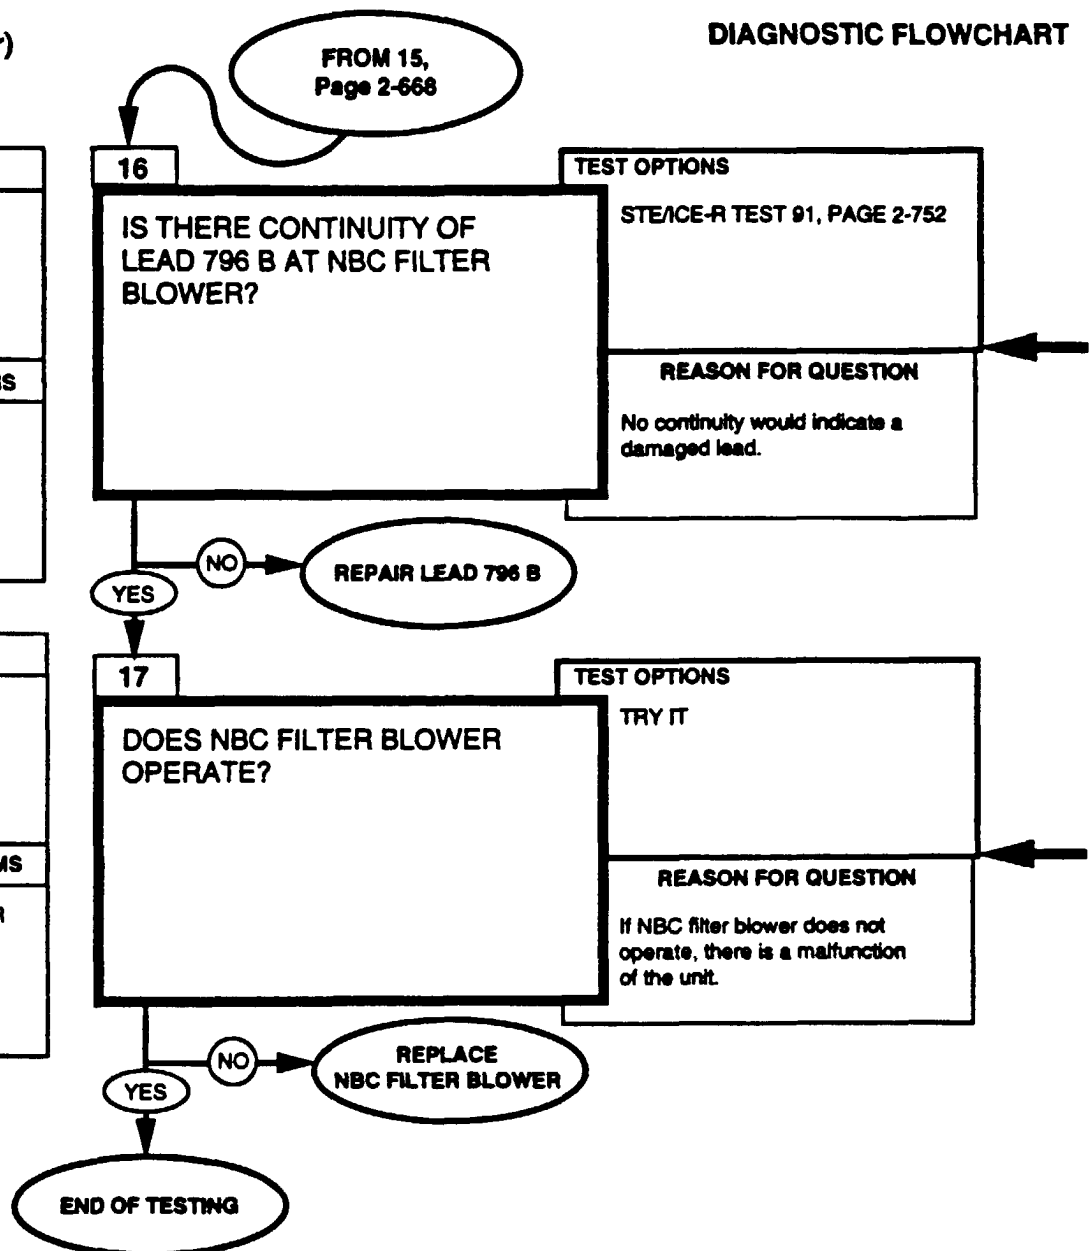 DIAGNOSTIC FLOWCHART
FROM 15,
Page 2-668
16
IS THERE CONTINUITY OF
LEAD 796 B AT NBC FILTER
BLOWER?
TEST OPTIONS
STE/ICE-R TEST 91, PAGE 2-752
REASON FOR QUESTION
No continuity would indicate a
damaged lead.
NO
REPAIR LEAD 796 B
YES
17
DOES NBC FILTER BLOWER
OPERATE?
TEST OPTIONS
TRY IT
REASON FOR QUESTION
If NBC filter blower does not
operate, there is a malfunction
of the unit.
NO
REPLACE
NBC FILTER BLOWER
YES
END OF TESTING